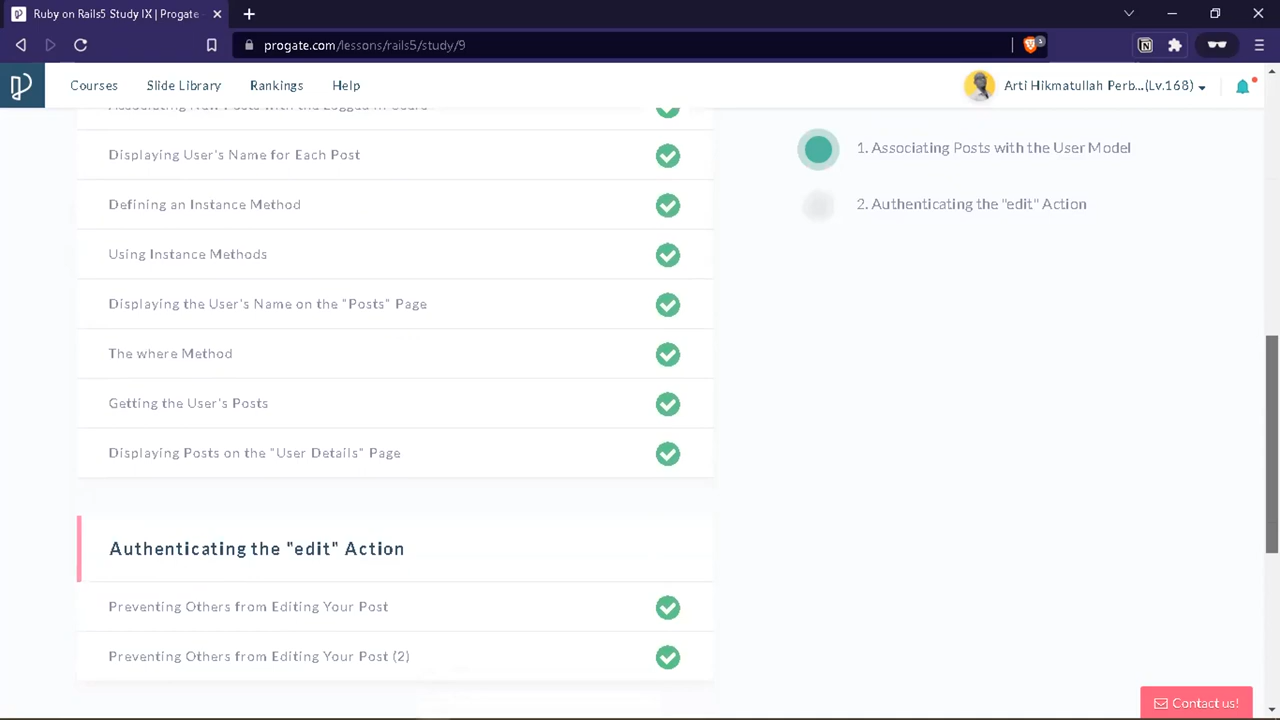 Ruby on Rails5 Study IX | Progate
progate.com/lessons/rails5/study/9
3
Courses
Slide Library
Rankings
Help
Arti Hikmatullah Perb...(Lv.168)
Displaying User's Name for Each Post
Defining an Instance Method
Using Instance Methods
Displaying the User's Name on the "Posts" Page
The where Method
Getting the User's Posts
Displaying Posts on the "User Details" Page
Authenticating the "edit" Action
Preventing Others from Editing Your Post
Preventing Others from Editing Your Post (2)
1. Associating Posts with the User Model
2. Authenticating the "edit" Action
Contact us!